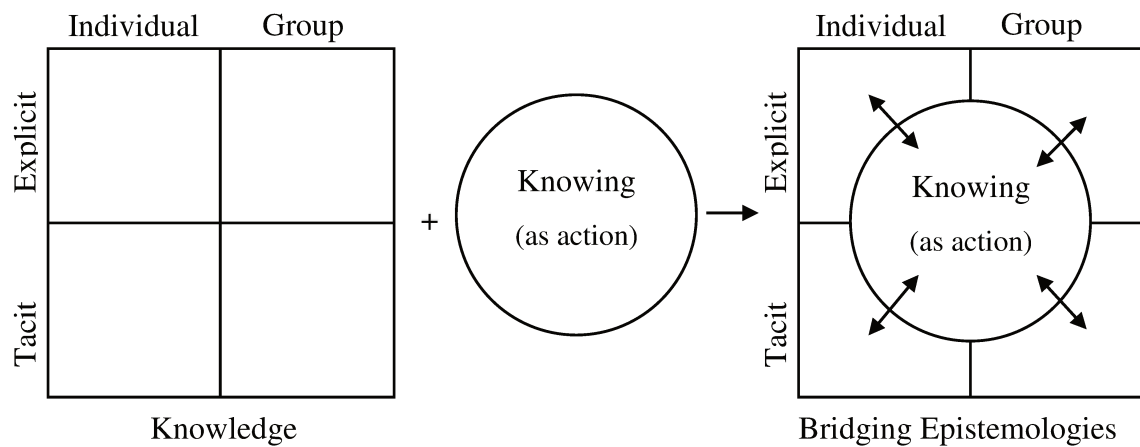 Individual Group
Explicit
Tacit
Knowledge
+
Knowing
(as action)
Individual Group
Explicit
Tacit
Knowing
(as action)
Bridging Epistemologies